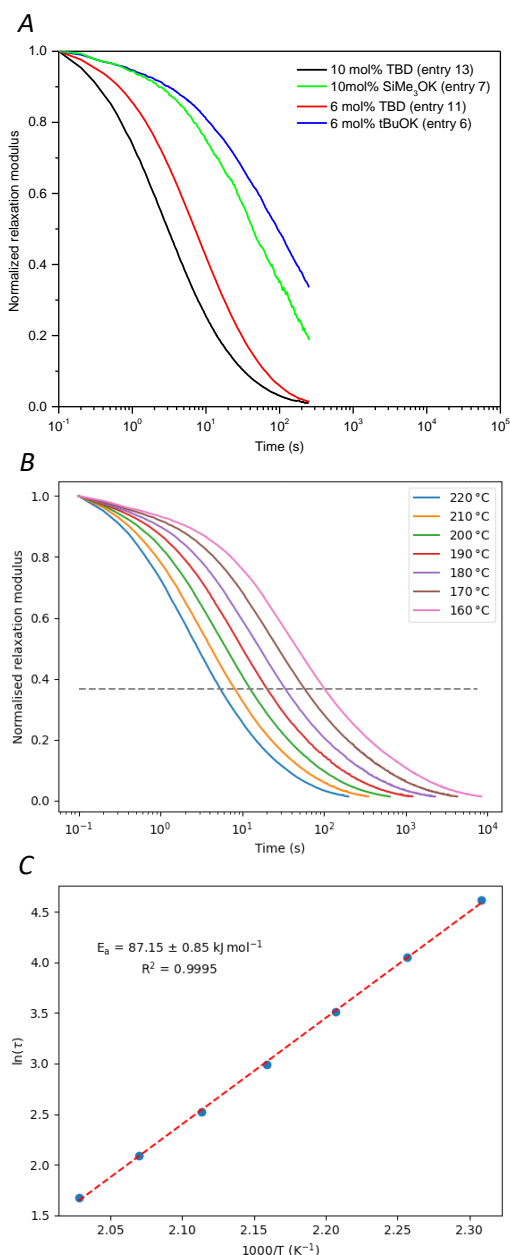 A
1.0
0.8
0.6
0.4
0.2
0.0
Normalized relaxation modulus
10 mol% TBD (entry 13)
10mol% SiMe₃OK (entry 7)
6 mol% TBD (entry 11)
6 mol% tBuOK (entry 6)
10⁻¹ 10⁰ 10¹ 10² 10³ 10⁴ 10⁵
Time (s)
B
1.0
0.8
0.6
0.4
0.2
0.0
Normalised relaxation modulus
220 °C
210 °C
200 °C
190 °C
180 °C
170 °C
160 °C
10⁻¹ 10⁰ 10¹ 10² 10³ 10⁴
Time (s)
C
4.5
4.0
3.5
3.0
2.5
2.0
1.5
ln(τ)
Eₐ = 87.15 ± 0.85 kJ mol⁻¹
R² = 0.9995
2.05 2.10 2.15 2.20 2.25 2.30
1000/T (K⁻¹)